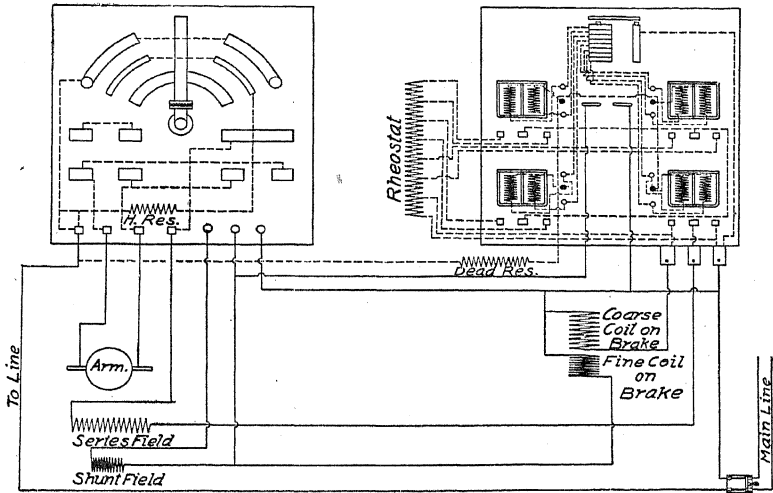 Rheostat
H. Res.
Dead Res.
Coarse
Coil on
Brake
Fine Coil
on
Brake
Arm.
To Line
Series Field
Shunt Field
Main Line